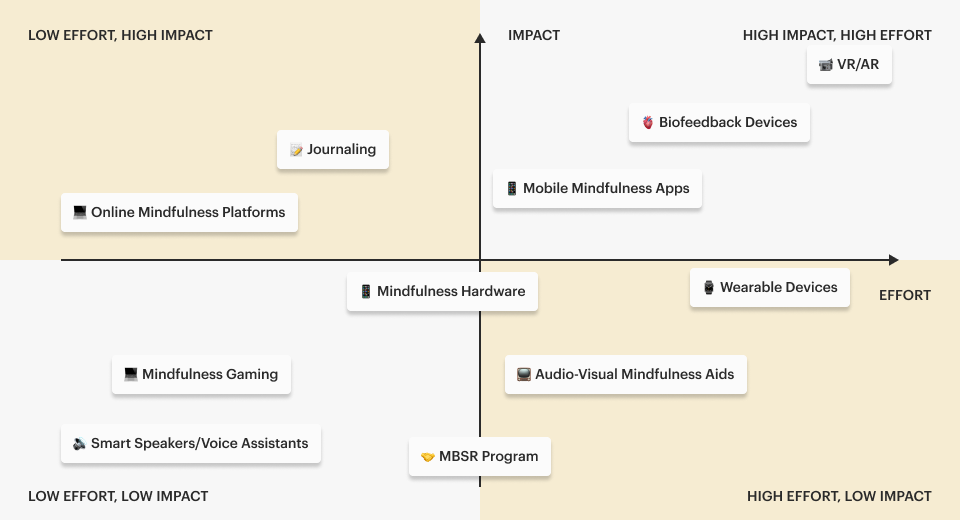 LOW EFFORT, HIGH IMPACT
IMPACT
HIGH IMPACT, HIGH EFFORT
VR/AR
Biofeedback Devices
Journaling
Mobile Mindfulness Apps
Online Mindfulness Platforms
Mindfulness Hardware
Wearable Devices
EFFORT
Mindfulness Gaming
Audio-Visual Mindfulness Aids
Smart Speakers/Voice Assistants
MBSR Program
LOW EFFORT, LOW IMPACT
HIGH EFFORT, LOW IMPACT